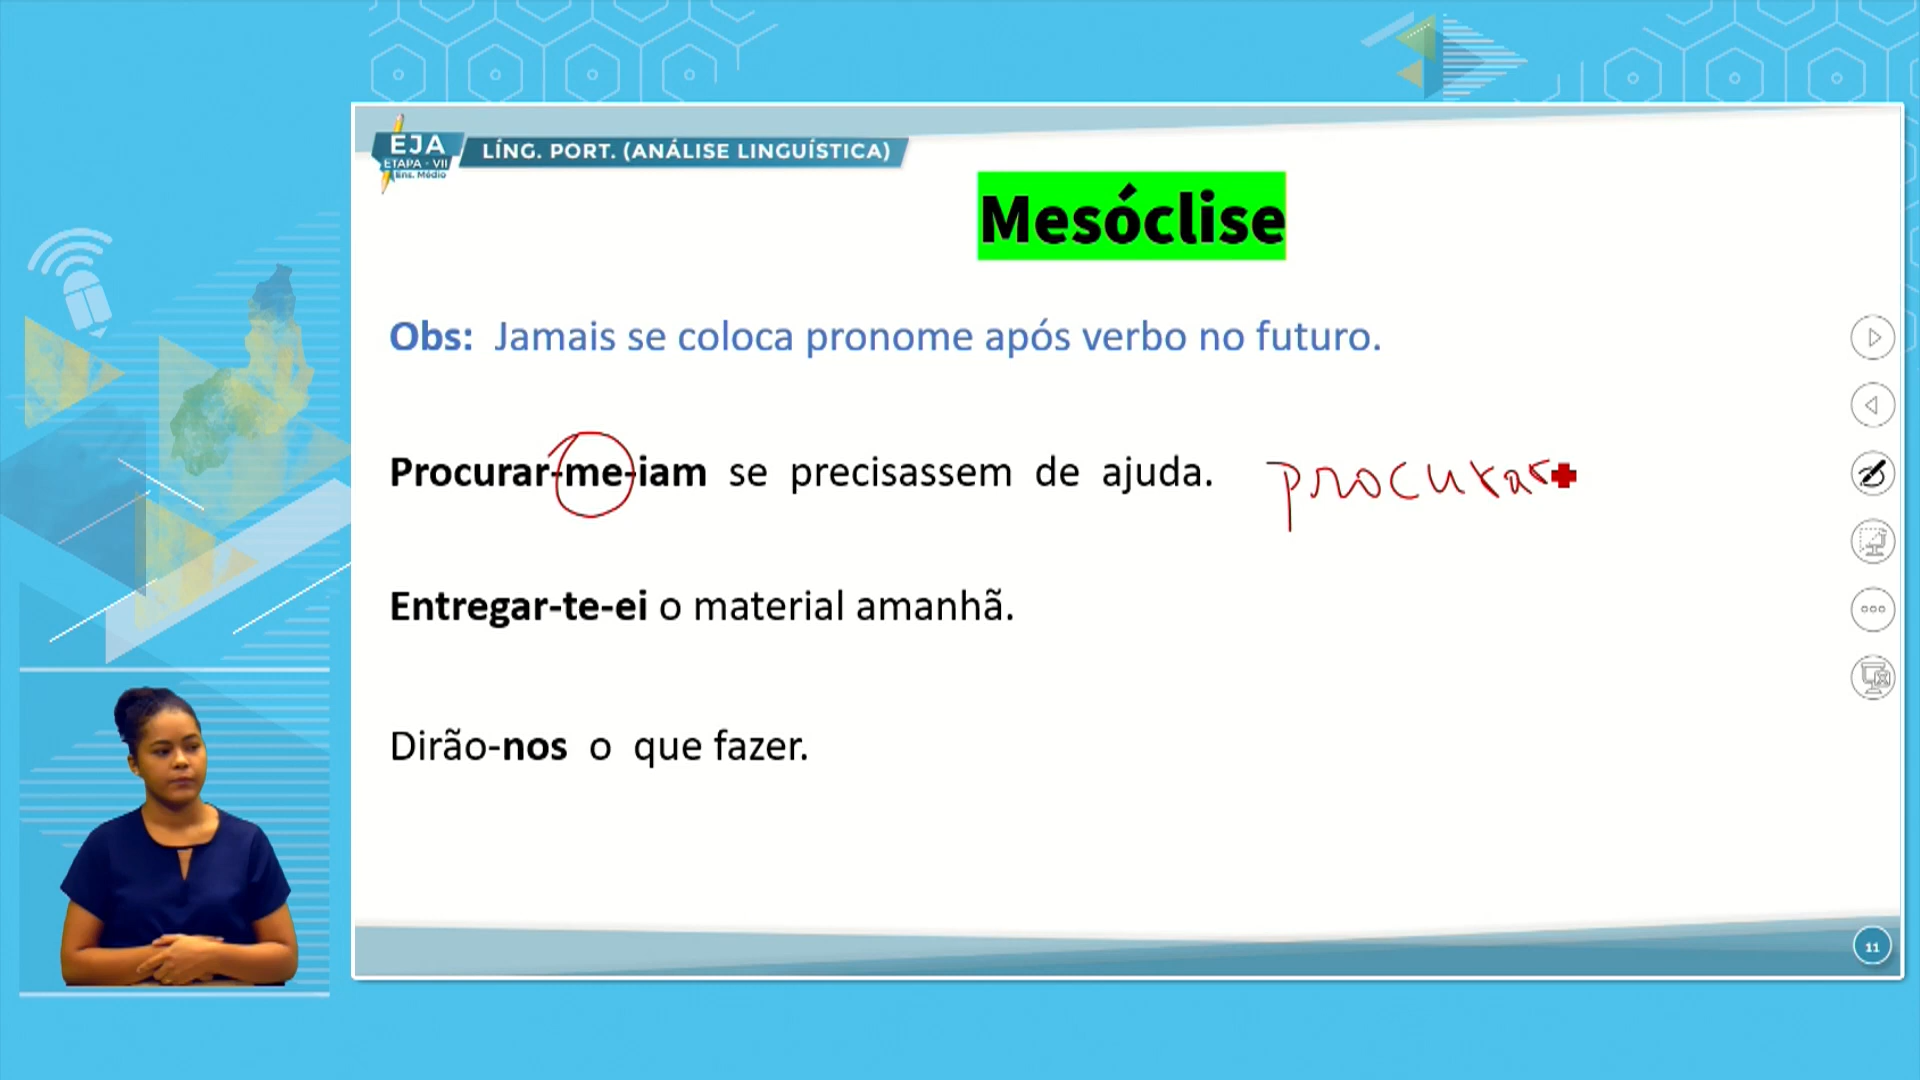 EJA
ETAPA - VII
Ens. Médio
LÍNG. PORT. (ANÁLISE LINGUÍSTICA)
Mesóclise
Obs: Jamais se coloca pronome após verbo no futuro.
Procurar-me-iam se precisassem de ajuda. procurar
Entregar-te-ei o material amanhã.
Dirão-nos o que fazer.
11